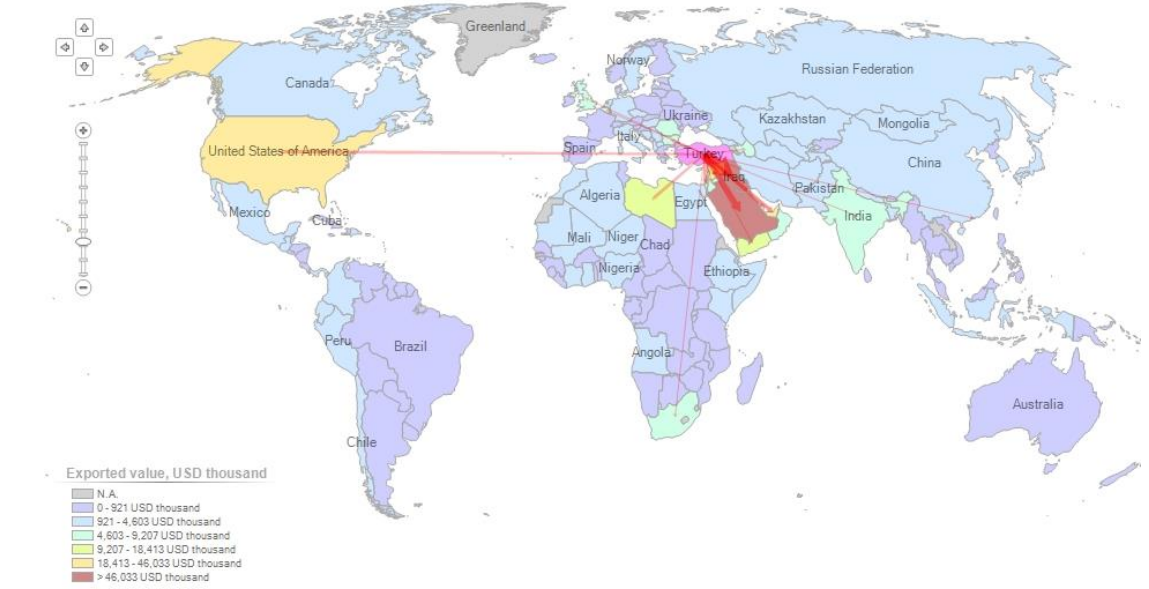 Greenland
Norway
Russian Federation
Canada
Ukraine
Kazakhstan
Mongolia
Italy
Spain
Turkey
United States of America
China
Iraq
Pakistan
Algeria
Egypt
Mexico
India
Cuba
Mali
Niger
Chad
Nigeria
Ethiopia
Peru
Brazil
Angola
Australia
Chile
Exported value, USD thousand
N.A.
0 - 921 USD thousand
921 - 4,603 USD thousand
4,603 - 9,207 USD thousand
9,207 - 18,413 USD thousand
18,413 - 46,033 USD thousand
> 46,033 USD thousand